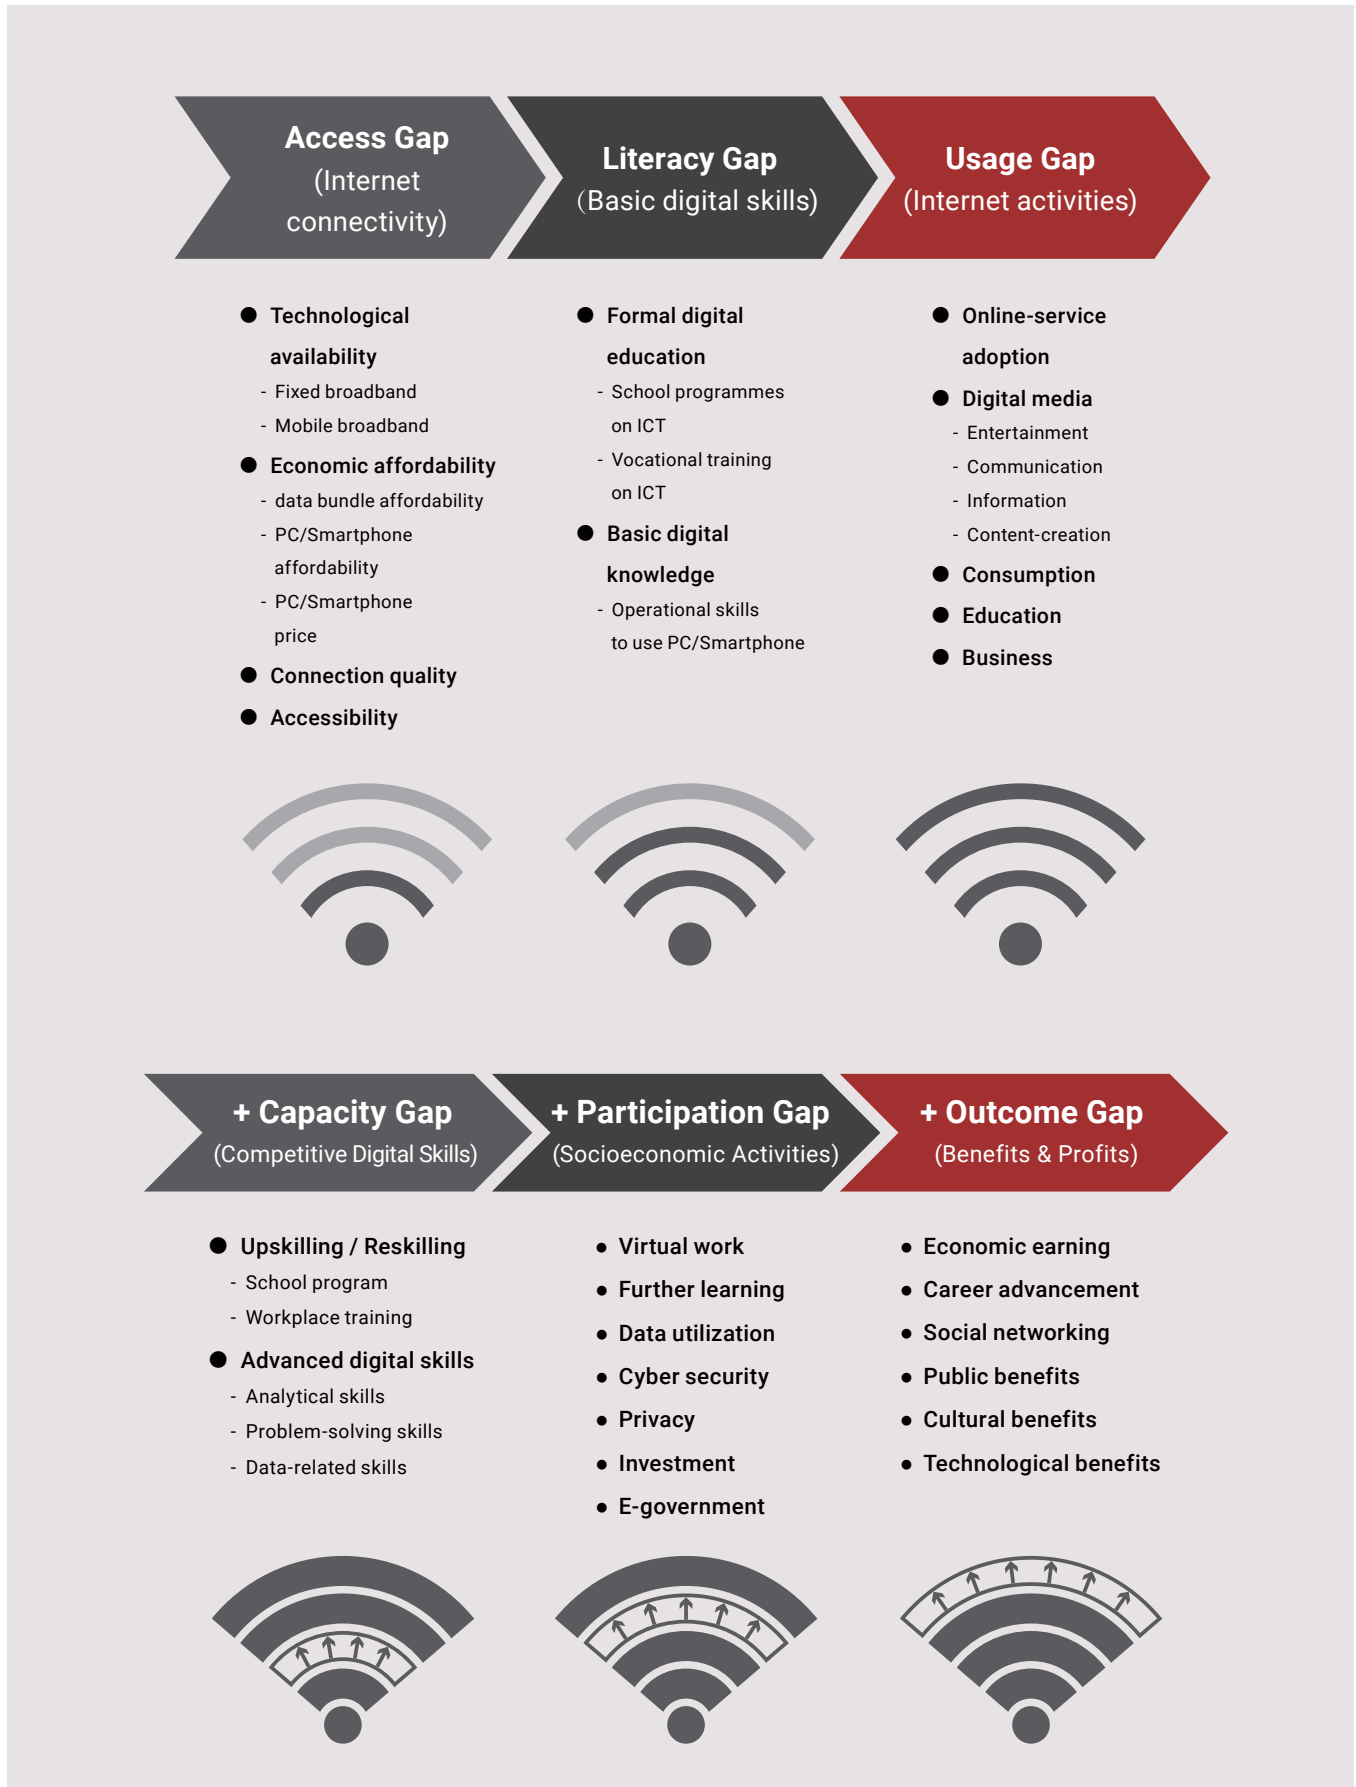 Access Gap
(Internet
connectivity)
Literacy Gap
(Basic digital skills)
Usage Gap
(Internet activities)
● Technological
availability
- Fixed broadband
- Mobile broadband
● Economic affordability
- data bundle affordability
- PC/Smartphone
affordability
- PC/Smartphone
price
● Connection quality
● Accessibility
● Formal digital
education
- School programmes
on ICT
- Vocational training
on ICT
● Basic digital
knowledge
- Operational skills
to use PC/Smartphone
● Online-service
adoption
● Digital media
- Entertainment
- Communication
- Information
- Content-creation
● Consumption
● Education
● Business
+ Capacity Gap
(Competitive Digital Skills)
+ Participation Gap
(Socioeconomic Activities)
+ Outcome Gap
(Benefits & Profits)
● Upskilling / Reskilling
- School program
- Workplace training
● Advanced digital skills
- Analytical skills
- Problem-solving skills
- Data-related skills
● Virtual work
● Further learning
● Data utilization
● Cyber security
● Privacy
● Investment
● E-government
● Economic earning
● Career advancement
● Social networking
● Public benefits
● Cultural benefits
● Technological benefits